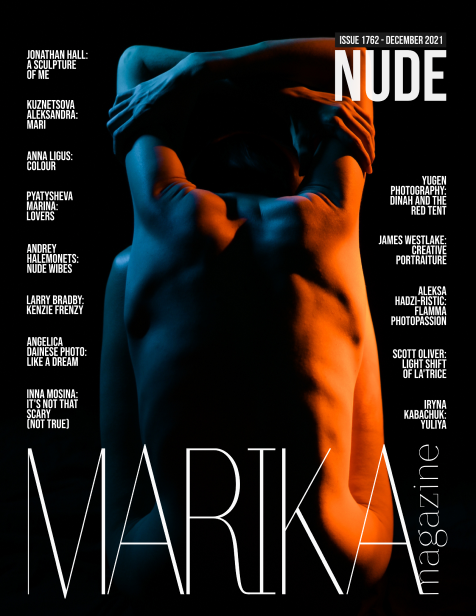 ISSUE 1762 - DECEMBER 2021
NUDE
JONATHAN HALL:
A SCULPTURE
OF ME
KUZNETSOVA
ALEKSANDRA:
MARI
ANNA LIGUS:
COLOUR
PYATYSHEVA
MARINA:
LOVERS
ANDREY
HALEMONETS:
NUDE WIBES
LARRY BRADBY:
KENZIE FRENZY
ANGELICA
DAINESE PHOTO:
LIKE A DREAM
INNA MOSINA:
IT'S NOT THAT
SCARY
(NOT TRUE)
YUGEN
PHOTOGRAPHY:
DINAH AND THE
RED TENT
JAMES WESTLAKE:
CREATIVE
PORTRAITURE
ALEKSA
HADZI-RISTIC:
FLAMMA
PHOTOPASSION
SCOTT OLIVER:
LIGHT SHIFT
OF LA'TRICE
IRYNA
KABACHUK:
YULIYA
MARIKA
magazine